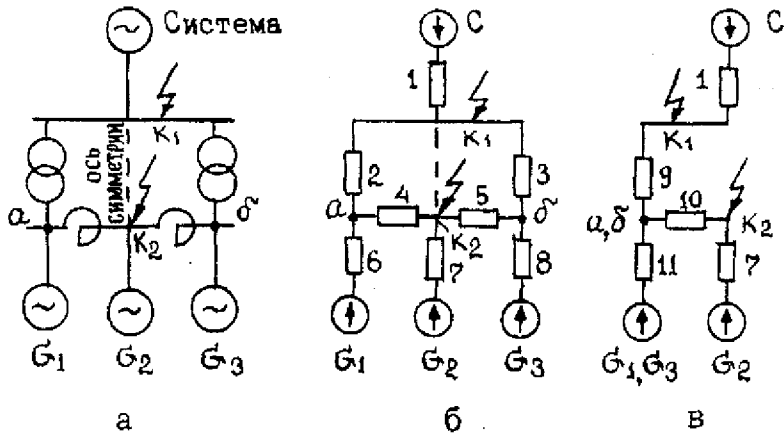 Система
К₁
ось симметрии
а
К₂
б
G₁ G₂ G₃
а
С
1
К₁
2
3
4
5
а
К₂
б
6
7
8
G₁ G₂ G₃
б
С
1
К₁
9
10
а,б
К₂
11
7
G₁,G₃ G₂
в